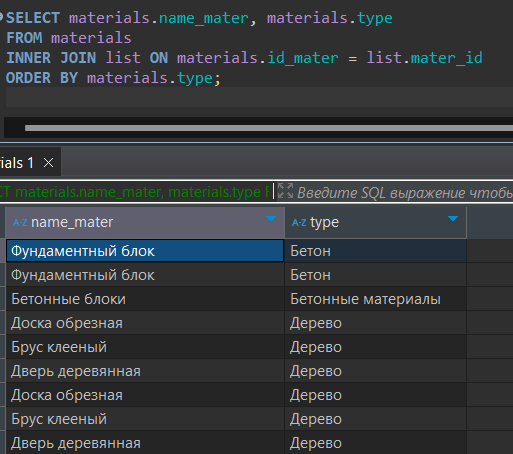 SELECT materials.name_mater, materials.type
FROM materials
INNER JOIN list ON materials.id_mater = list.mater_id
ORDER BY materials.type;
ials 1 ×
CT materials.name_mater, materials.type F Введите SQL выражение чтобы
A-Z name_mater A-Z type
Фундаментный блок Бетон
Фундаментный блок Бетон
Бетонные блоки Бетонные материалы
Доска обрезная Дерево
Брус клееный Дерево
Дверь деревянная Дерево
Доска обрезная Дерево
Брус клееный Дерево
Дверь деревянная Дерево